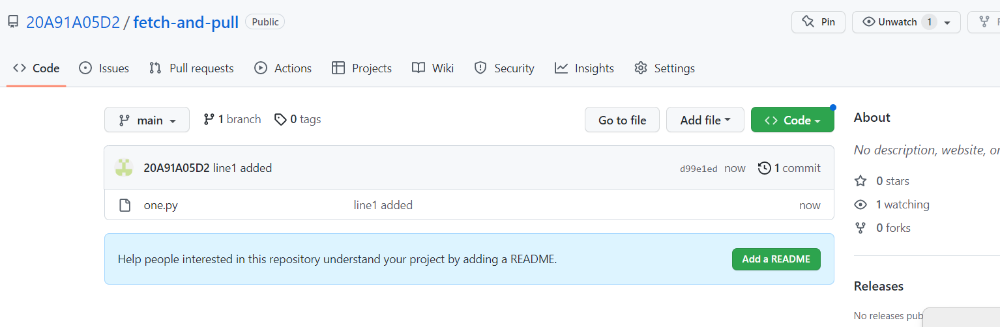 20A91A05D2 / fetch-and-pull Public Pin Unwatch 1
Code Issues Pull requests Actions Projects Wiki Security Insights Settings
main 1 branch 0 tags Go to file Add file <> Code
20A91A05D2 line1 added d99e1ed now 1 commit
one.py line1 added now
Help people interested in this repository understand your project by adding a README. Add a README
About
No description, website, or
0 stars
1 watching
0 forks
Releases
No releases pub